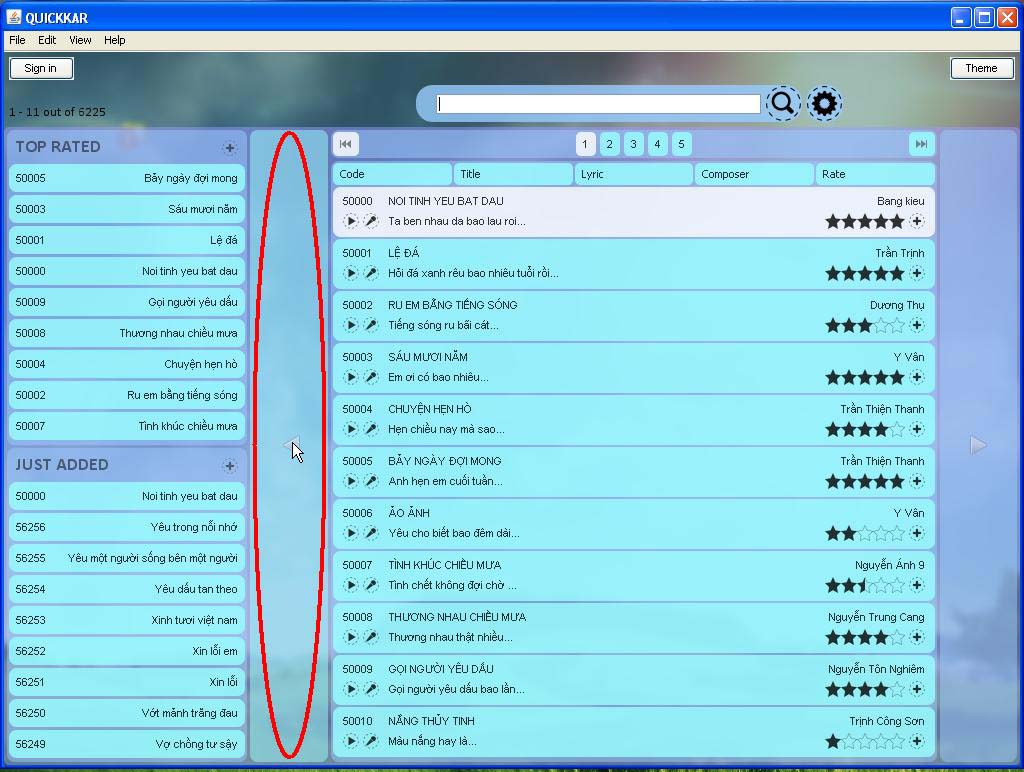 QUICKKAR
File Edit View Help
Sign in
Theme
1 - 11 out of 6225
TOP RATED
50005 Bảy ngày đợi mong
50003 Sáu mươi năm
50001 Lệ đá
50000 Noi tinh yeu bat dau
50009 Gọi người yêu dấu
50008 Thương nhau chiều mưa
50004 Chuyện hẹn hò
50002 Ru em bằng tiếng sóng
50007 Tình khúc chiều mưa
JUST ADDED
50000 Noi tinh yeu bat dau
56256 Yêu trong nỗi nhớ
56255 Yêu một người sống bên một người
56254 Yêu dấu tan theo
56253 Xinh tươi việt nam
56252 Xin lỗi em
56251 Xin lỗi
56250 Vớt mảnh trăng đau
56249 Vợ chồng tư sậy
1 2 3 4 5
Code Title Lyric Composer Rate
50000 NOI TINH YEU BAT DAU Bang kieu
Ta ben nhau da bao lau roi...
50001 LỆ ĐÁ Trần Trịnh
Hỏi đá xanh rêu bao nhiêu tuổi rồi...
50002 RU EM BẰNG TIẾNG SÓNG Dương Thụ
Tiếng sóng ru bãi cát...
50003 SÁU MƯƠI NĂM Y Vân
Em ơi có bao nhiêu...
50004 CHUYỆN HẸN HÒ Trần Thiện Thanh
Hẹn chiều nay mà sao...
50005 BẢY NGÀY ĐỢI MONG Trần Thiện Thanh
Anh hẹn em cuối tuần...
50006 ẢO ẢNH Y Vân
Yêu cho biết bao đêm dài...
50007 TÌNH KHÚC CHIỀU MƯA Nguyễn Ánh 9
Tình chết không đợi chờ ...
50008 THƯƠNG NHAU CHIỀU MƯA Nguyễn Trung Cang
Thương nhau thật nhiều...
50009 GỌI NGƯỜI YÊU DẤU Nguyễn Tôn Nghiêm
Gọi người yêu dấu bao lần...
50010 NẮNG THỦY TINH Trịnh Công Sơn
Màu nắng hay là...